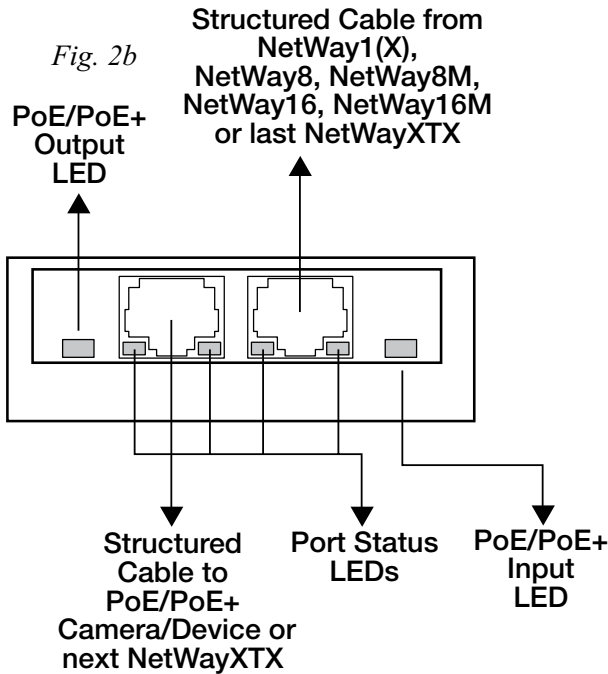 Fig. 2b
Structured Cable from
NetWay1(X),
NetWay8, NetWay8M,
NetWay16, NetWay16M
or last NetWayXTX
PoE/PoE+
Output
LED
Structured
Cable to
PoE/PoE+
Camera/Device or
next NetWayXTX
Port Status
LEDs
PoE/PoE+
Input
LED